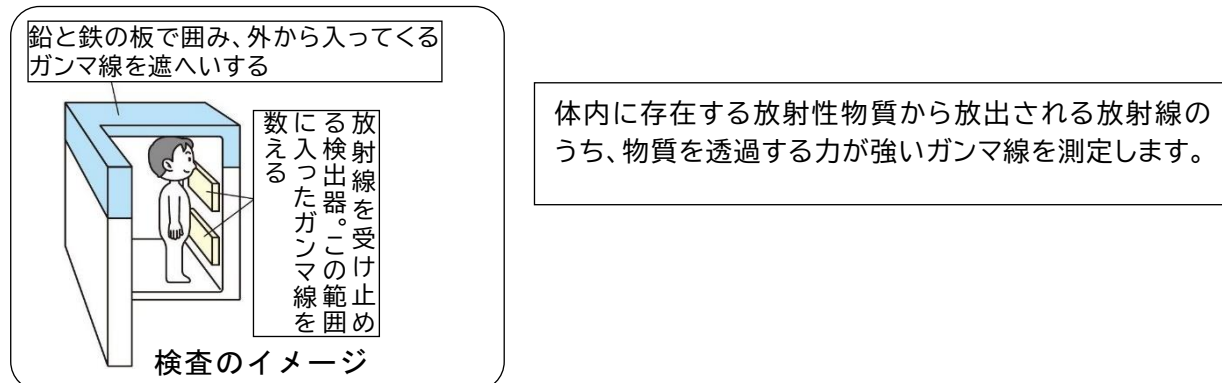 鉛と鉄の板で囲み、外から入ってくる
ガンマ線を遮へいする
放射線を受け止め
る検出器。この範囲
に入ったガンマ線を
数える
検査のイメージ
体内に存在する放射性物質から放出される放射線の
うち、物質を透過する力が強いガンマ線を測定します。